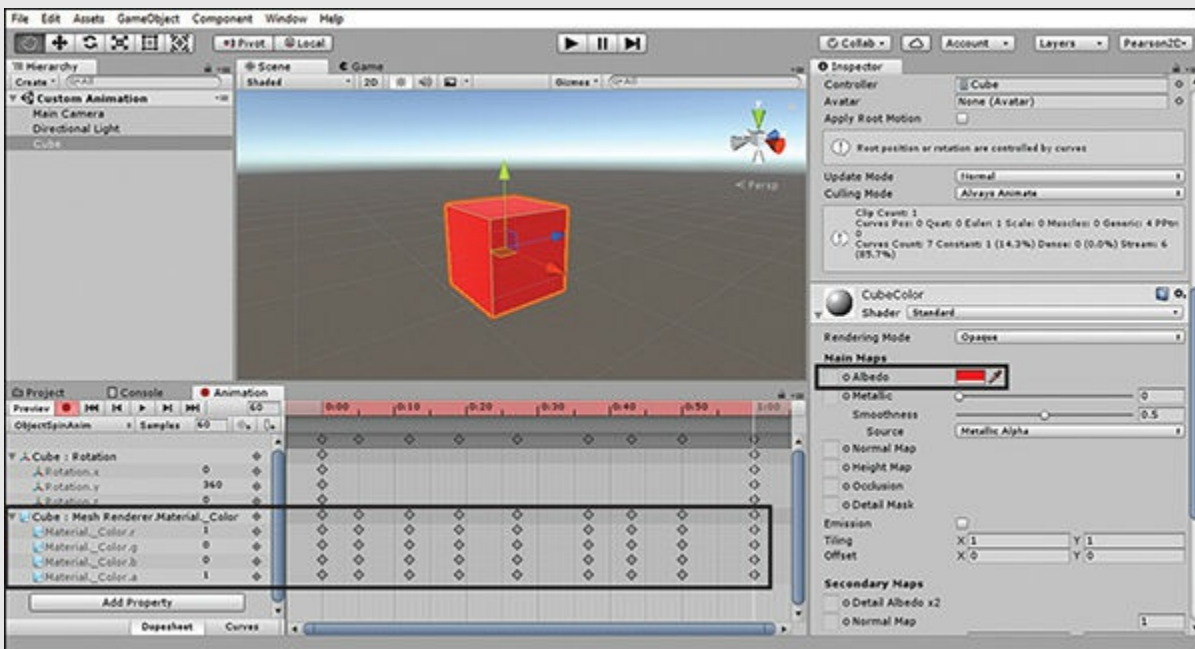 File Edit Assets GameObject Component Window Help
Pivot Local
Collab Account Layers Pearson2C
Hierarchy
Create All
Custom Animation
Main Camera
Directional Light
Cube
Scene Game
Shaded 2D Gizmos All
Persp
Inspector
Controller Cube
Avatar None (Avatar)
Apply Root Motion
Root position or rotation are controlled by curves
Update Mode Normal
Culling Mode Always Animate
Clip Count: 1
Curves Pos: 0 Quat: 0 Euler: 1 Scale: 0 Muscles: 0 Generic: 4 PPtr:
0
Curves Count: 7 Constant: 1 (14.3%) Dense: 0 (0.0%) Stream: 6
(85.7%)
CubeColor
Shader Standard
Rendering Mode Opaque
Main Maps
Albedo
Metallic 0
Smoothness 0.5
Source Metallic Alpha
Normal Map
Height Map
Occlusion
Detail Mask
Emission
Tiling X 1 Y 1
Offset X 0 Y 0
Secondary Maps
Detail Albedo x2
Normal Map 1
Project Console Animation
Preview 60 0:00 0:10 0:20 0:30 0:40 0:50 1:00
ObjectSpinAnim Samples 60
Cube : Rotation
Rotation.x 0
Rotation.y 360
Rotation.z 0
Cube : Mesh Renderer.Material._Color
Material._Color.r 1
Material._Color.g 0
Material._Color.b 0
Material._Color.a 1
Add Property
Dopesheet Curves